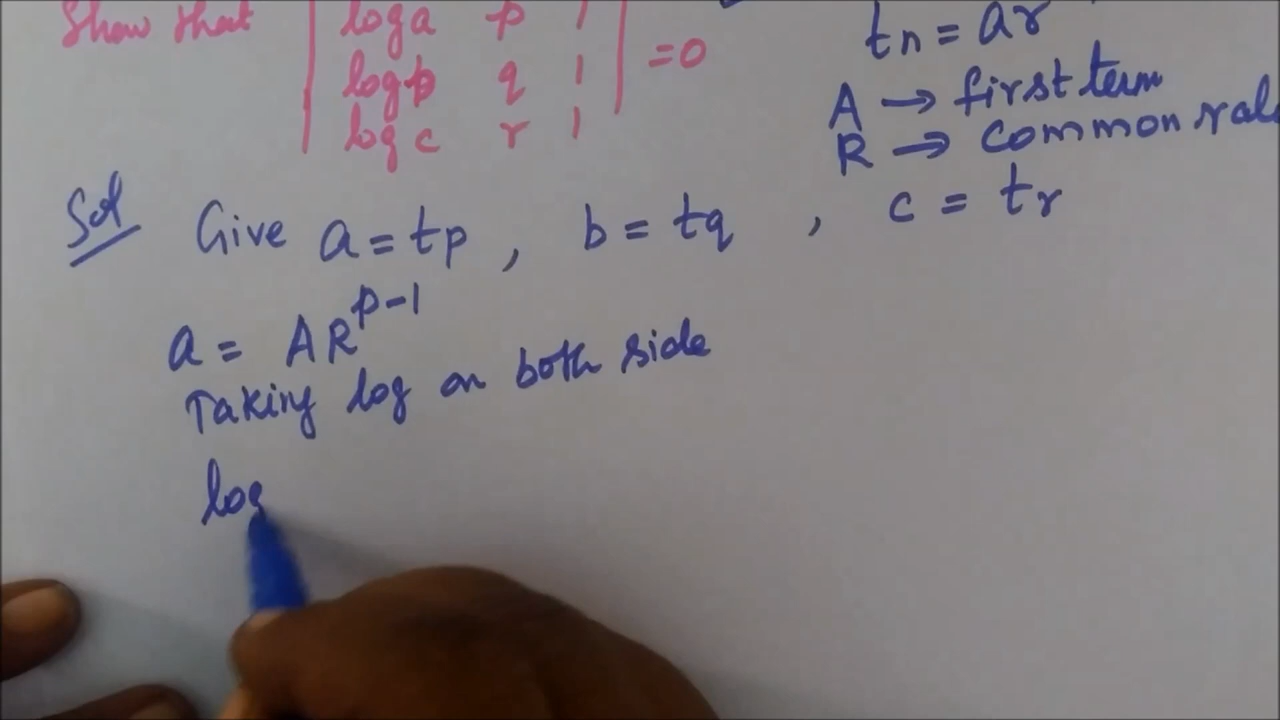 Show that | log a p 1 |
| log p q 1 | = 0
| log c r 1 |
tn = ar
A → first term
R → common
Sol Give a = tp , b = tq , c = tr
a = AR^p-1
Taking log on both side
log